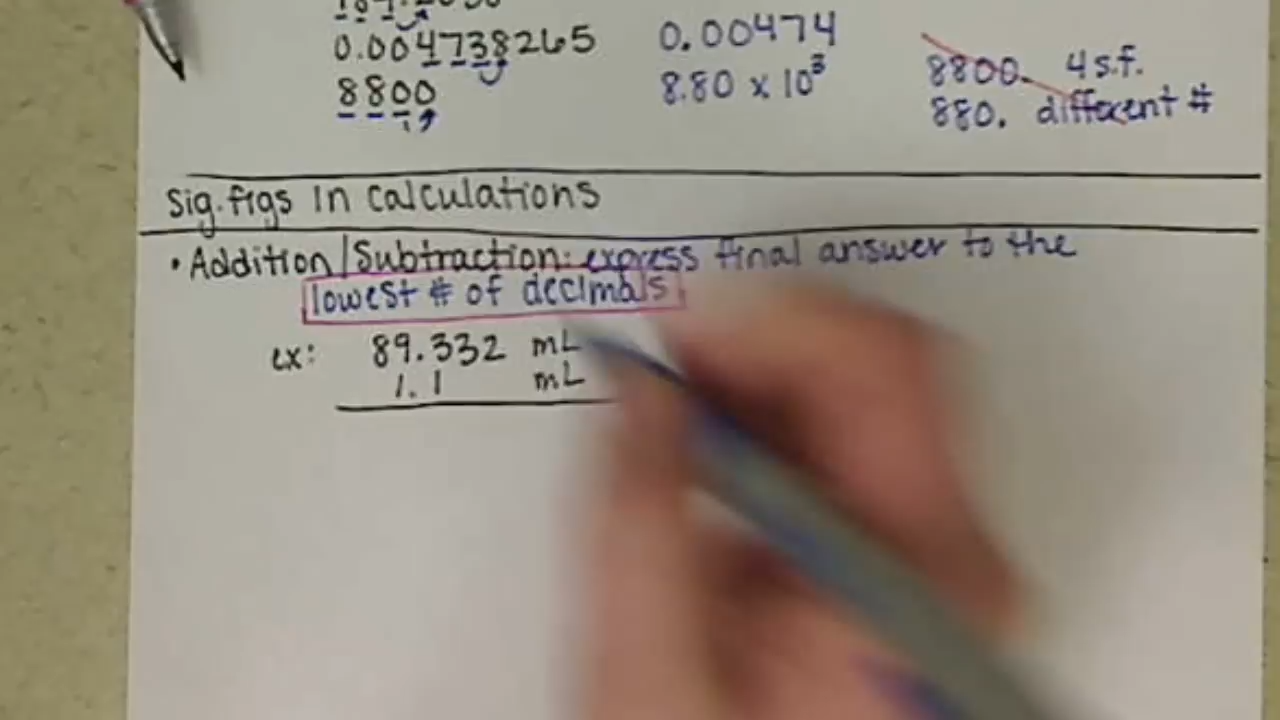 0.004738265 0.00474
8800 8.80 x 10³
8800. 4 s.f.
880. different #
Sig. figs in calculations
• Addition/Subtraction: express final answer to the
lowest # of decimals
ex: 89.332 mL
1.1 mL